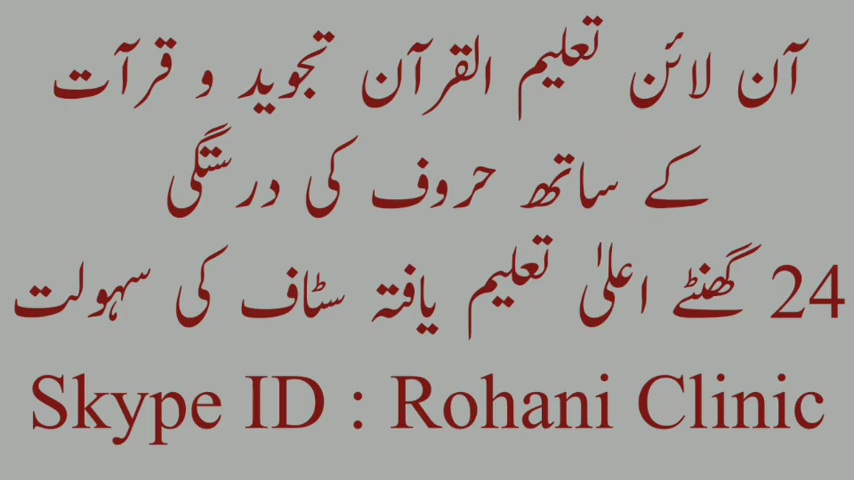 آن لائن تعلیم القرآن تجوید و قرآت
کے ساتھ حروف کی درستگی
24 گھنٹے اعلیٰ تعلیم یافتہ سٹاف کی سہولت
Skype ID : Rohani Clinic